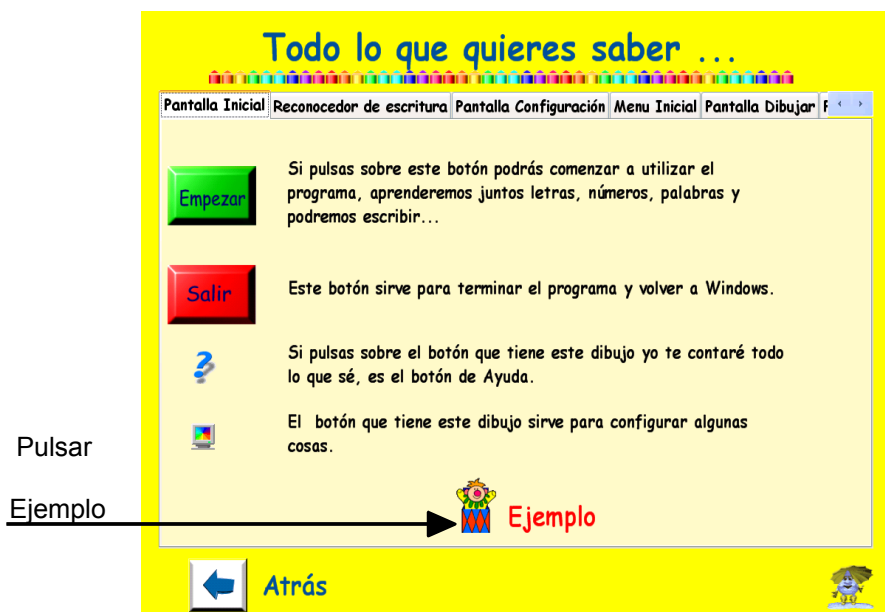 Todo lo que quieres saber ...
Pantalla Inicial Reconocedor de escritura Pantalla Configuración Menu Inicial Pantalla Dibujar
Empezar
Si pulsas sobre este botón podrás comenzar a utilizar el
programa, aprenderemos juntos letras, números, palabras y
podremos escribir...
Salir
Este botón sirve para terminar el programa y volver a Windows.
?
Si pulsas sobre el botón que tiene este dibujo yo te contaré todo
lo que sé, es el botón de Ayuda.
El botón que tiene este dibujo sirve para configurar algunas
cosas.
Pulsar
Ejemplo
Ejemplo
Atrás